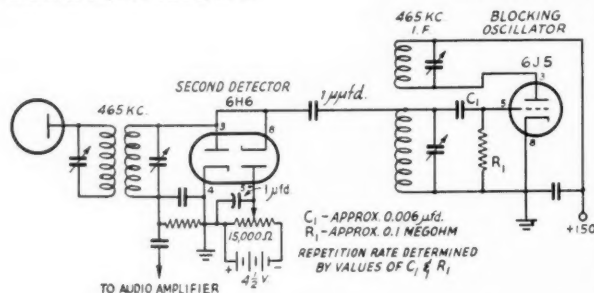 465 KC.
I.F.
BLOCKING
OSCILLATOR
6J5
SECOND DETECTOR
6H6
465 KC.
1 μμfd.
3
6
3
C₁
5
R₁
8
4
5
1 μfd.
15,000 Ω
+
-
4½ V.
TO AUDIO AMPLIFIER
C₁ - APPROX. 0.006 μfd.
R₁ - APPROX. 0.1 MEGOHM
REPETITION RATE DETERMINED
BY VALUES OF C₁ & R₁
+150